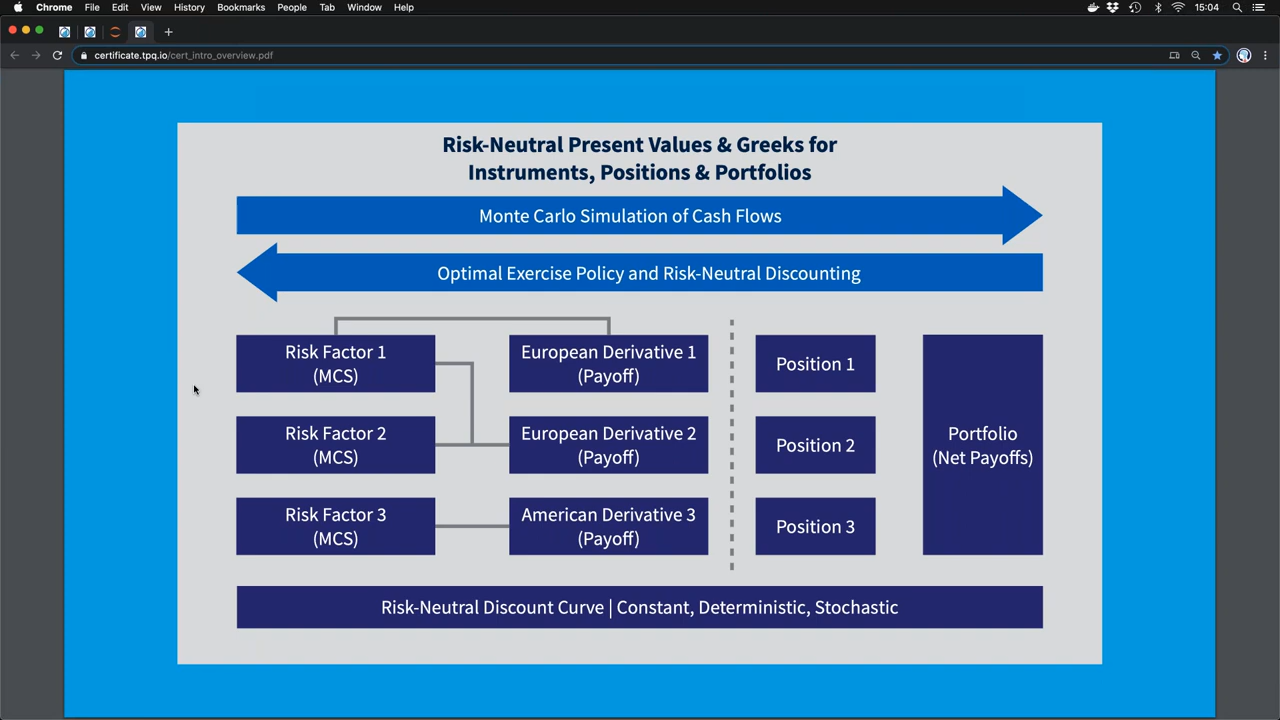 Chrome File Edit View History Bookmarks People Tab Window Help 15:04
certificate.tpq.io/cert_intro_overview.pdf
Risk-Neutral Present Values & Greeks for
Instruments, Positions & Portfolios
Monte Carlo Simulation of Cash Flows
Optimal Exercise Policy and Risk-Neutral Discounting
Risk Factor 1
(MCS)
European Derivative 1
(Payoff)
Position 1
Risk Factor 2
(MCS)
European Derivative 2
(Payoff)
Position 2
Portfolio
(Net Payoffs)
Risk Factor 3
(MCS)
American Derivative 3
(Payoff)
Position 3
Risk-Neutral Discount Curve | Constant, Deterministic, Stochastic